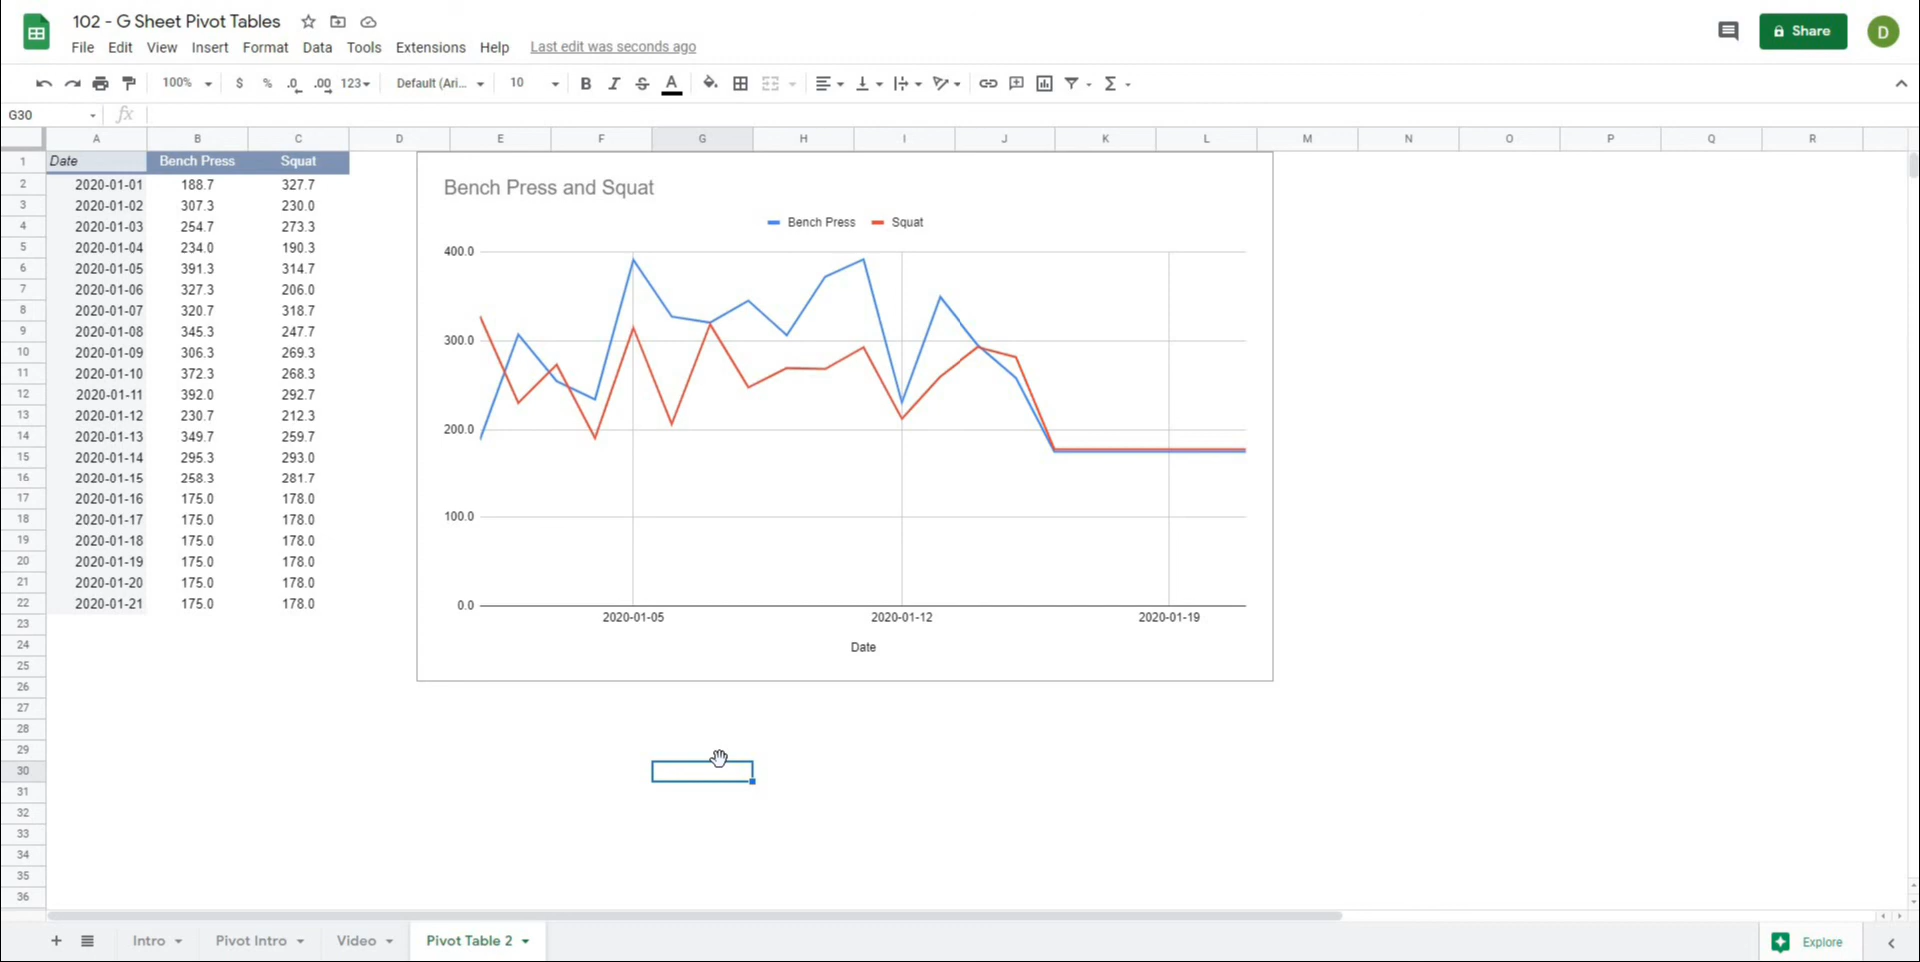 102 - G Sheet Pivot Tables
File Edit View Insert Format Data Tools Extensions Help Last edit was seconds ago
Share
D
100% $ % .0 .00 123 Default (Ari... 10 B I S A Σ
G30 fx
A B C D E F G H I J K L M N O P Q R
1 Date Bench Press Squat
2 2020-01-01 188.7 327.7
3 2020-01-02 307.3 230.0
4 2020-01-03 254.7 273.3
5 2020-01-04 234.0 190.3
6 2020-01-05 391.3 314.7
7 2020-01-06 327.3 206.0
8 2020-01-07 320.7 318.7
9 2020-01-08 345.3 247.7
10 2020-01-09 306.3 269.3
11 2020-01-10 372.3 268.3
12 2020-01-11 392.0 292.7
13 2020-01-12 230.7 212.3
14 2020-01-13 349.7 259.7
15 2020-01-14 295.3 293.0
16 2020-01-15 258.3 281.7
17 2020-01-16 175.0 178.0
18 2020-01-17 175.0 178.0
19 2020-01-18 175.0 178.0
20 2020-01-19 175.0 178.0
21 2020-01-20 175.0 178.0
22 2020-01-21 175.0 178.0
23
24
25
26
27
28
29
30
31
32
33
34
35
36
Bench Press and Squat
Bench Press Squat
400.0
300.0
200.0
100.0
0.0
2020-01-05 2020-01-12 2020-01-19
Date
Intro Pivot Intro Video Pivot Table 2 Explore